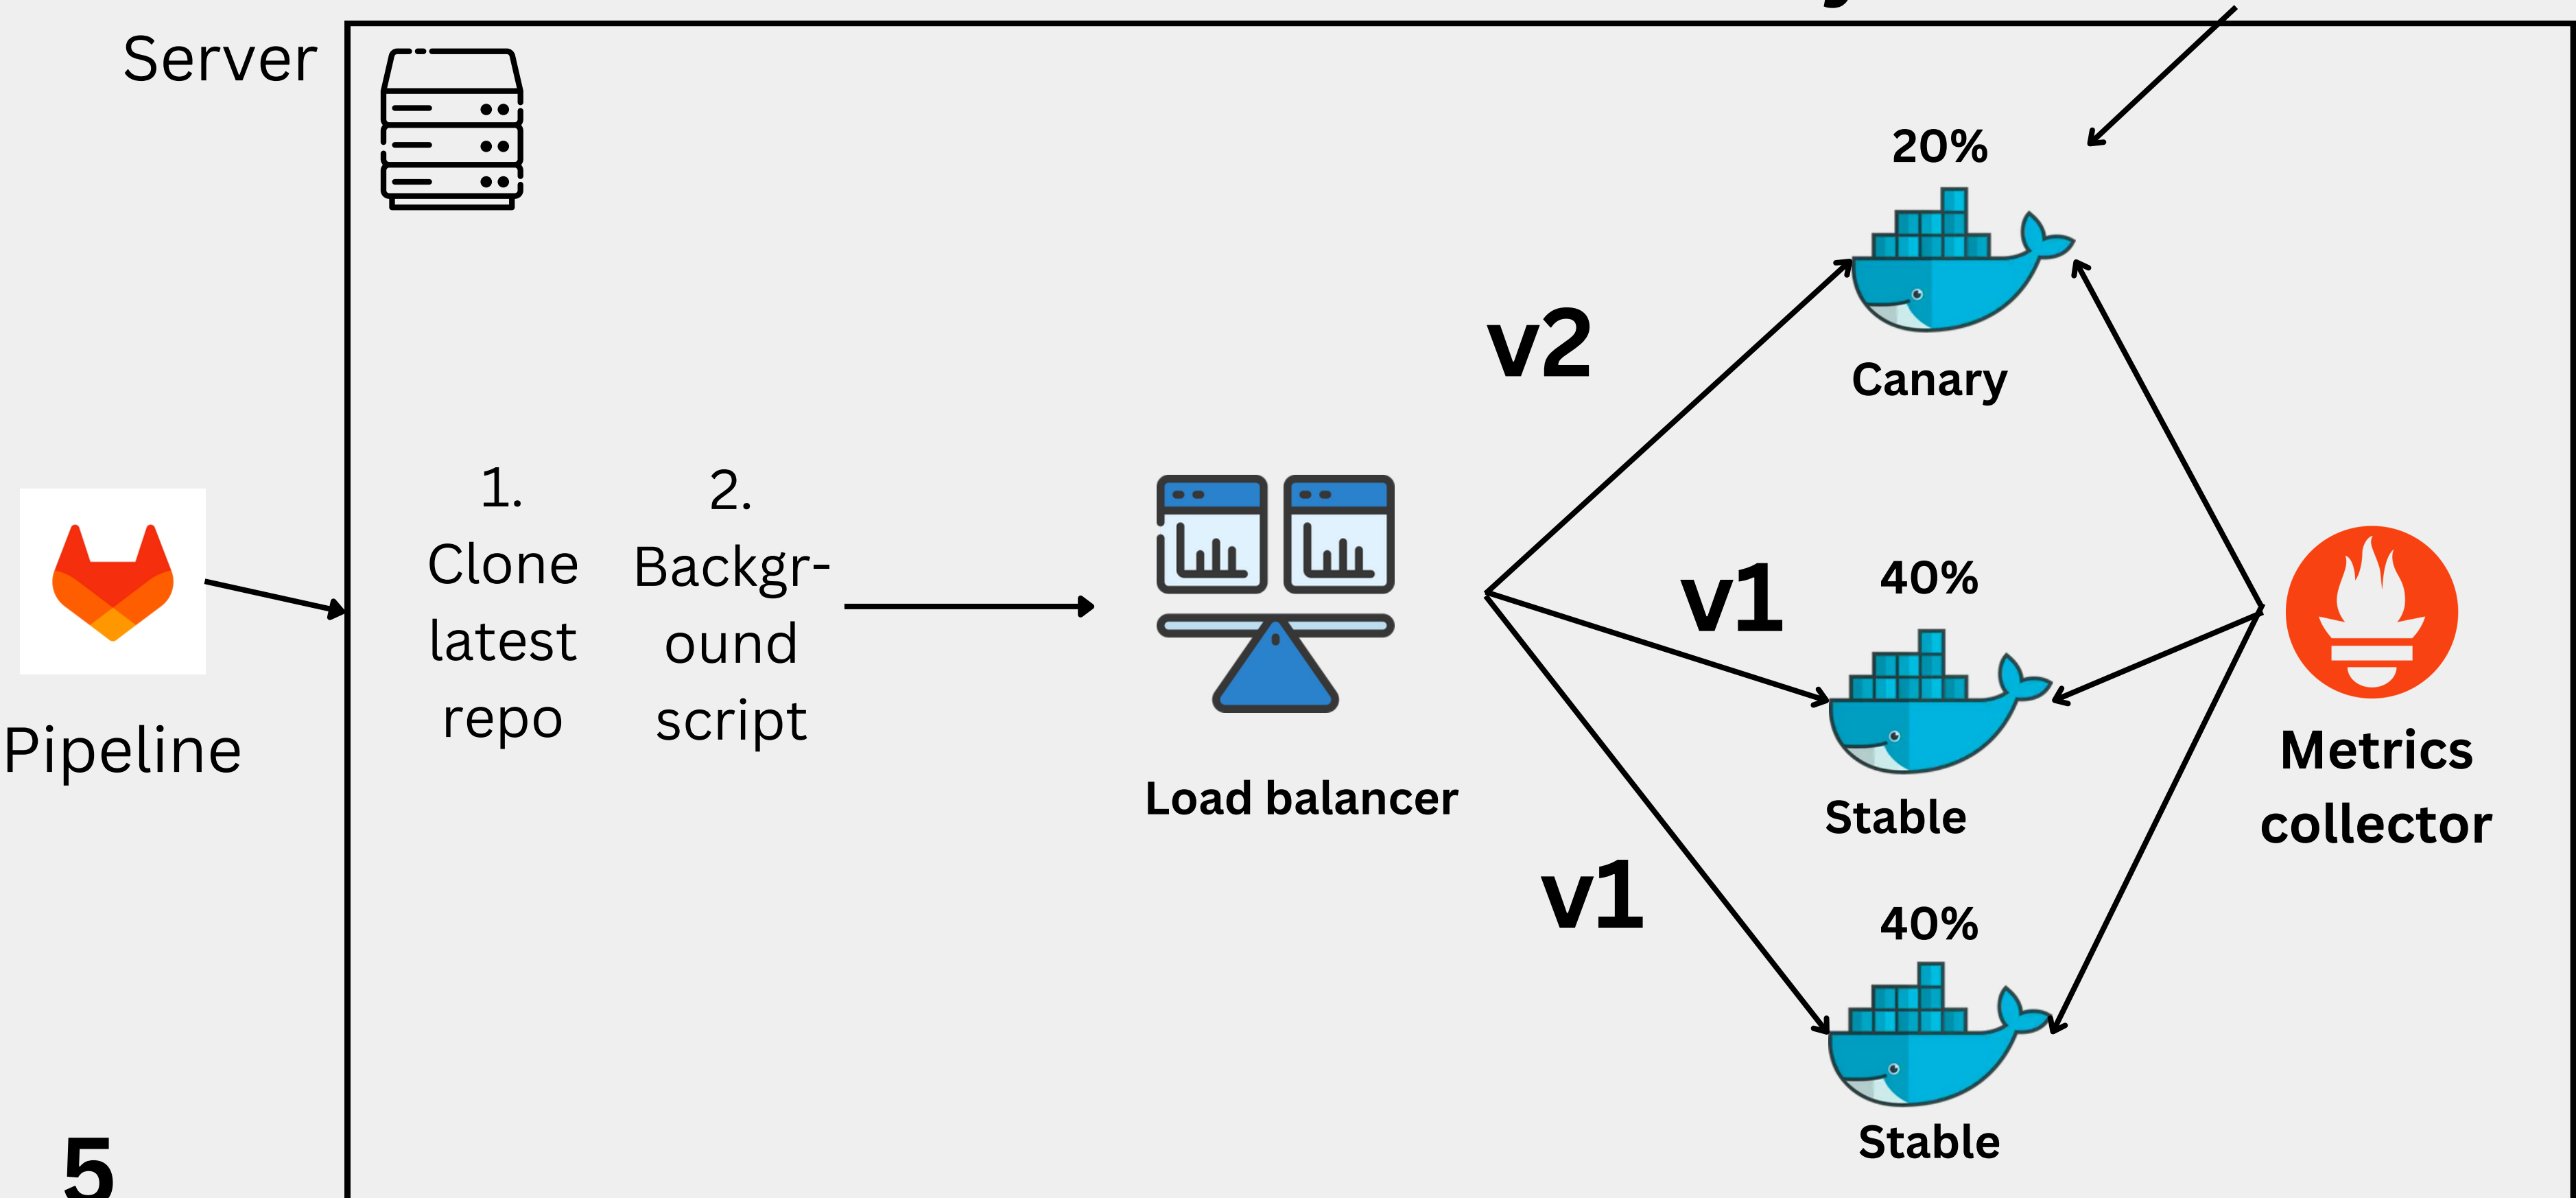 Server
20%
v2
Canary
1.
Clone
latest
repo
2.
Backgr-
ound
script
v1
40%
Pipeline
Load balancer
Stable
Metrics
collector
v1
40%
Stable
5